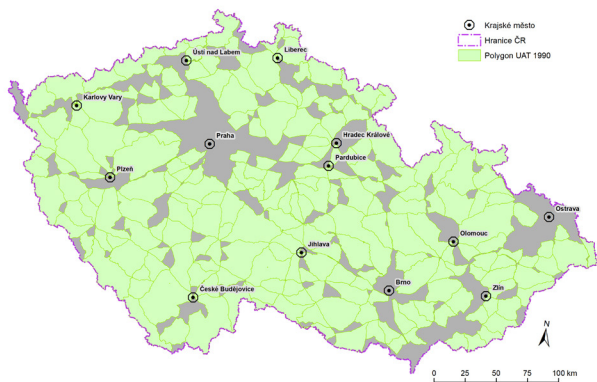 Krajské město
Hranice ČR
Polygon UAT 1990
Ústí nad Labem
Liberec
Karlovy Vary
Praha
Hradec Králové
Pardubice
Plzeň
Ostrava
Olomouc
Jihlava
Brno
Zlín
České Budějovice
N
0 25 50 75 100 km